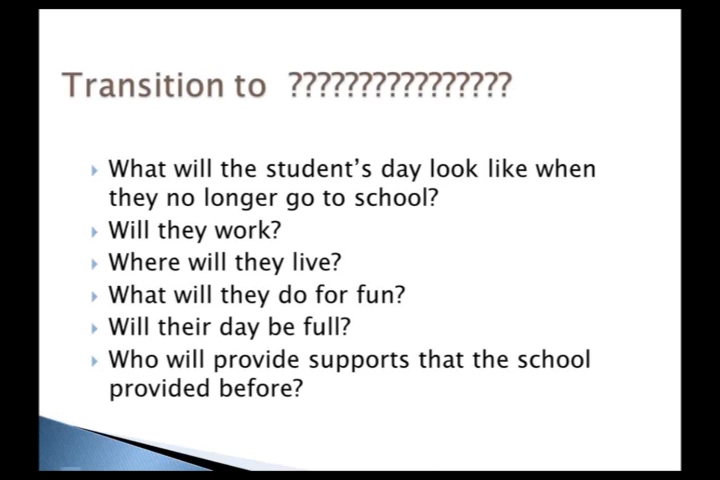 Transition to ????????????????
What will the student's day look like when
they no longer go to school?
Will they work?
Where will they live?
What will they do for fun?
Will their day be full?
Who will provide supports that the school
provided before?